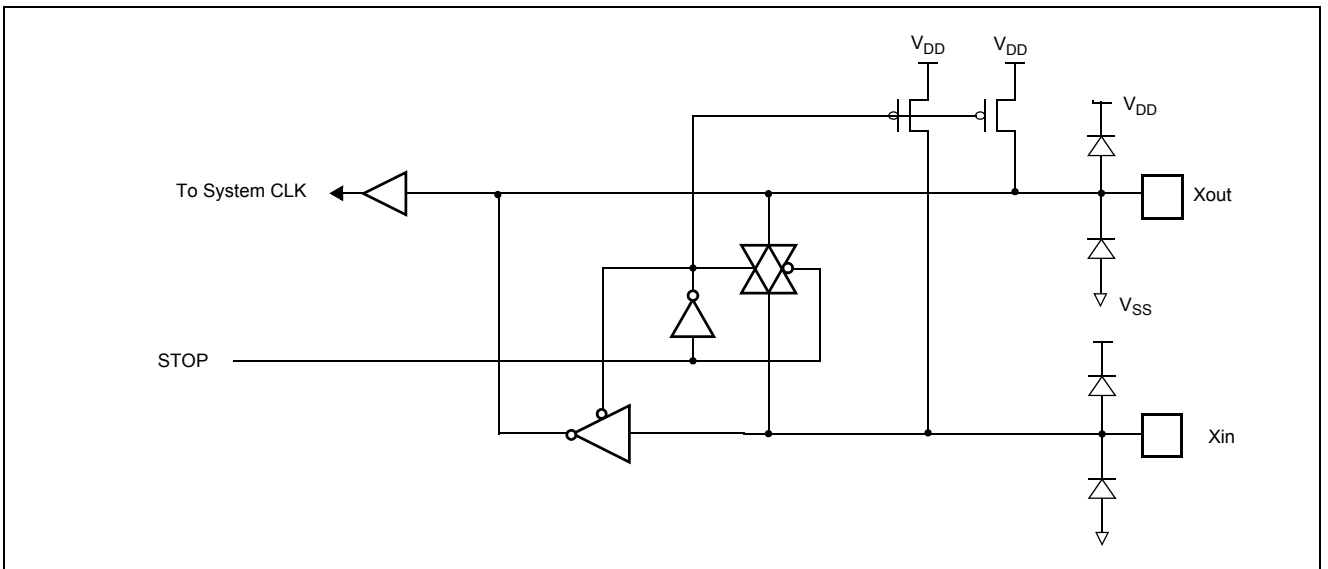 V_DD V_DD
V_DD
To System CLK
Xout
V_SS
STOP
Xin